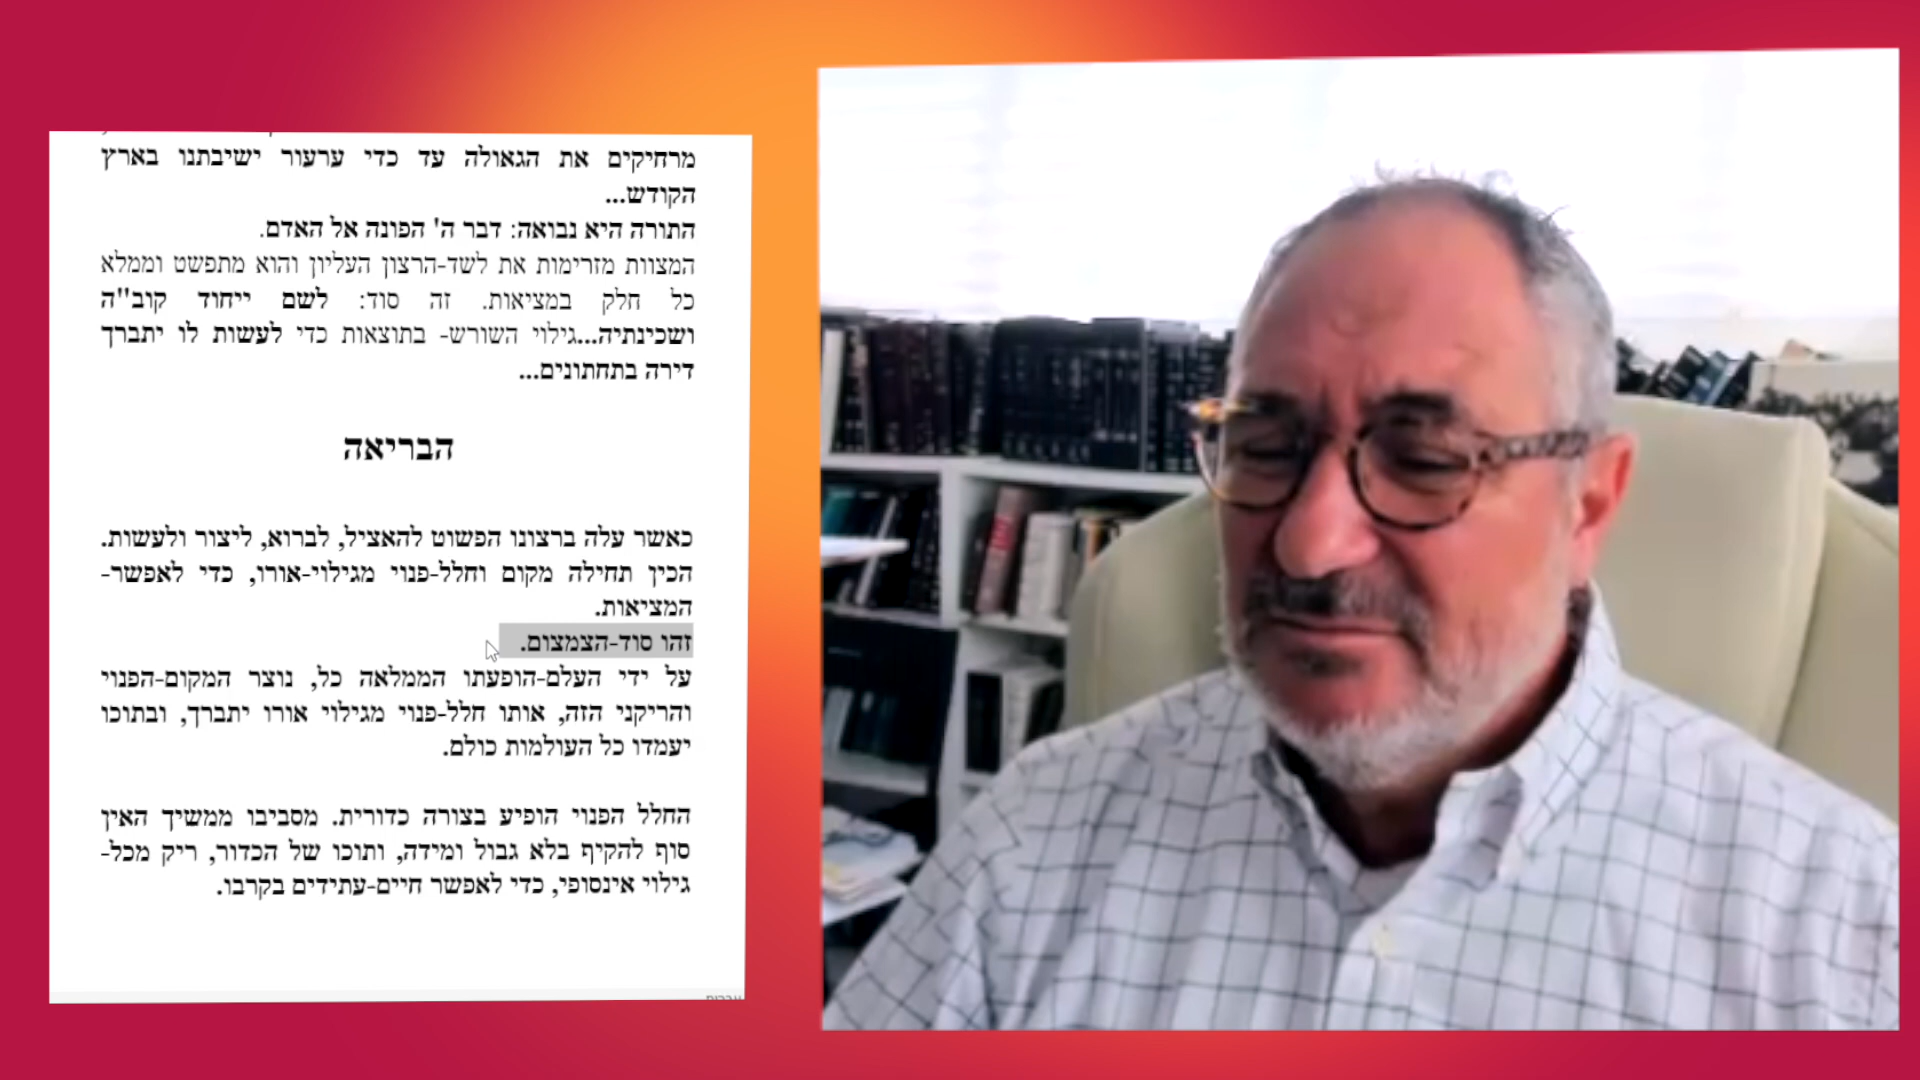 מרחיקים את הגאולה עד כדי ערעור ישיבתנו בארץ
הקודש...
התורה היא נבואה: דבר ה' הפונה אל האדם.
המצוות מזרימות את לשד-הרצון העליון והוא מתפשט וממלא
כל חלק במציאות. זה סוד: לשם ייחוד קוב"ה
ושכינתיה...גילוי השורש- בתוצאות כדי לעשות לו יתברך
דירה בתחתונים...
הבריאה
כאשר עלה ברצונו הפשוט להאציל, לברוא, ליצור ולעשות.
הכין תחילה מקום וחלל-פנוי מגילוי-אורו, כדי לאפשר-
המציאות.
זהו סוד-הצמצום.
על ידי העלם-הופעתו הממלאה כל, נוצר המקום-הפנוי
והריקני הזה, אותו חלל-פנוי מגילוי אורו יתברך, ובתוכו
יעמדו כל העולמות כולם.
החלל הפנוי הופיע בצורה כדורית. מסביבו ממשיך האין
סוף להקיף בלא גבול ומידה, ותוכו של הכדור, ריק מכל-
גילוי אינסופי, כדי לאפשר חיים-עתידים בקרבו.